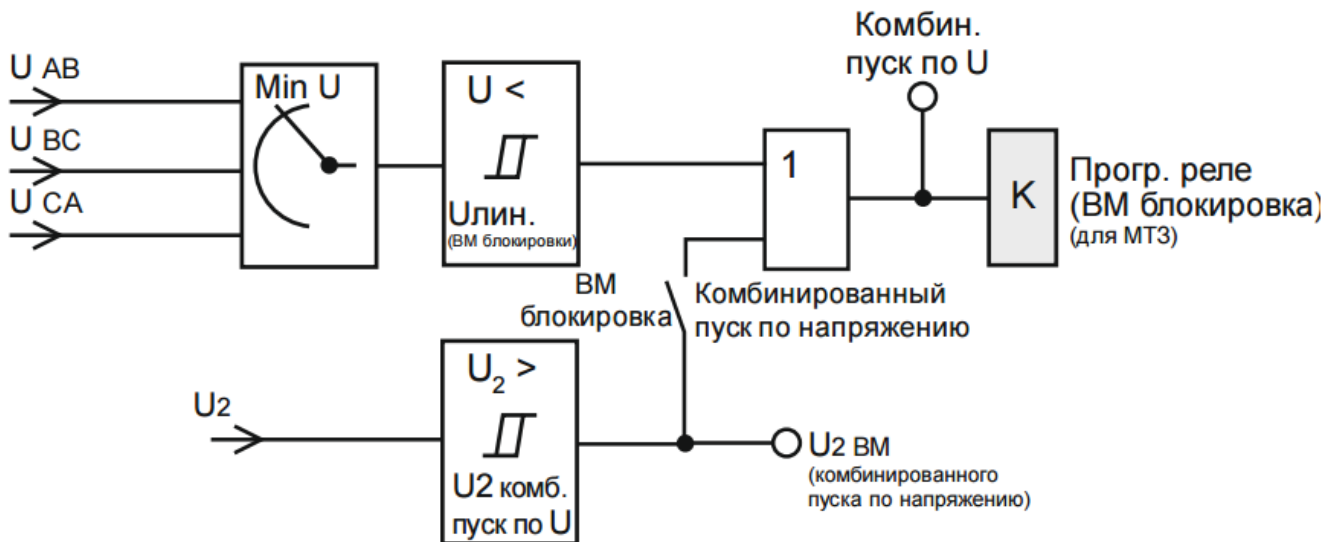 U AB
U BC
U CA
Min U
U <
Uлин.
(ВМ блокировки)
1
Комбин.
пуск по U
K
Прогр. реле
(ВМ блокировка)
(для МТЗ)
ВМ
блокировка
Комбинированный
пуск по напряжению
U2
U2 >
U2 комб.
пуск по U
U2 ВМ
(комбинированного
пуска по напряжению)